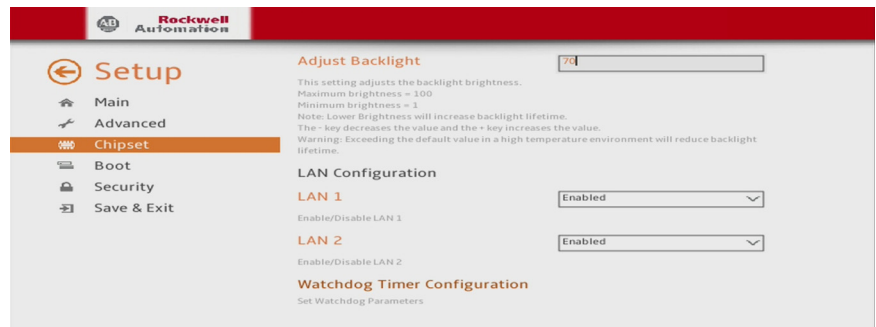 AB
Rockwell
Automation
Setup
Main
Advanced
Chipset
Boot
Security
Save & Exit
Adjust Backlight
70
This setting adjusts the backlight brightness.
Maximum brightness = 100
Minimum brightness = 1
Note: Lower Brightness will increase backlight lifetime.
The - key decreases the value and the + key increases the value.
Warning: Exceeding the default value in a high temperature environment will reduce backlight
lifetime.
LAN Configuration
LAN 1
Enabled
Enable/Disable LAN 1
LAN 2
Enabled
Enable/Disable LAN 2
Watchdog Timer Configuration
Set Watchdog Parameters